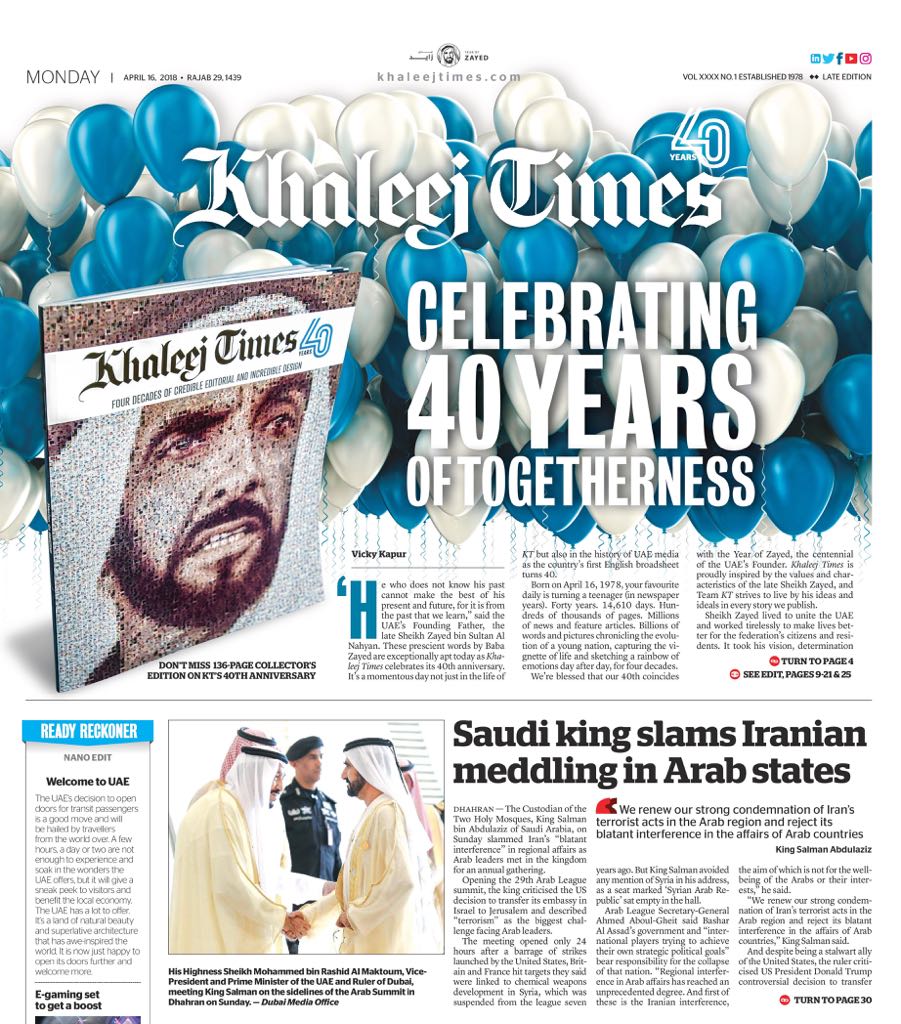 YEAR OF
ZAYED
MONDAY | APRIL 16, 2018 • RAJAB 29, 1439
khaleejtimes.com
VOL XXXX NO.1 ESTABLISHED 1978 ◆◆ LATE EDITION
40
YEARS
Khaleej Times
Khaleej Times 40
YEARS
FOUR DECADES OF CREDIBLE EDITORIAL AND INCREDIBLE DESIGN
CELEBRATING
40 YEARS
OF TOGETHERNESS
DON'T MISS 136-PAGE COLLECTOR'S
EDITION ON KT'S 40TH ANNIVERSARY
Vicky Kapur
‘He who does not know his past
cannot make the best of his
present and future, for it is from
the past that we learn,” said the
UAE's Founding Father, the
late Sheikh Zayed bin Sultan Al
Nahyan. These prescient words by Baba
Zayed are exceptionally apt today as Kha-
leej Times celebrates its 40th anniversary.
It's a momentous day not just in the life of
KT but also in the history of UAE media
as the country's first English broadsheet
turns 40.
Born on April 16, 1978, your favourite
daily is turning a teenager (in newspaper
years). Forty years. 14,610 days. Hun-
dreds of thousands of pages. Millions
of news and feature articles. Billions of
words and pictures chronicling the evolu-
tion of a young nation, capturing the vi-
gnette of life and sketching a rainbow of
emotions day after day, for four decades.
We're blessed that our 40th coincides
with the Year of Zayed, the centennial
of the UAE's Founder. Khaleej Times is
proudly inspired by the values and char-
acteristics of the late Sheikh Zayed, and
Team KT strives to live by his ideas and
ideals in every story we publish.
Sheikh Zayed lived to unite the UAE
and worked tirelessly to make lives bet-
ter for the federation's citizens and resi-
dents. It took his vision, determination
TURN TO PAGE 4
SEE EDIT, PAGES 9-21 & 25
READY RECKONER
NANO EDIT
Welcome to UAE
The UAE's decision to open
doors for transit passengers
is a good move and will
be hailed by travellers
from the world over. A few
hours, a day or two are not
enough to experience and
soak in the wonders the
UAE offers, but it will give a
sneak peek to visitors and
benefit the local economy.
The UAE has a lot to offer.
It's a land of natural beauty
and superlative architecture
that has awe-inspired the
world. It is now just happy to
open its doors further and
welcome more.
E-gaming set
to get a boost
His Highness Sheikh Mohammed bin Rashid Al Maktoum, Vice-
President and Prime Minister of the UAE and Ruler of Dubai,
meeting King Salman on the sidelines of the Arab Summit in
Dhahran on Sunday. — Dubai Media Office
Saudi king slams Iranian
meddling in Arab states
DHAHRAN — The Custodian of the
Two Holy Mosques, King Salman
bin Abdulaziz of Saudi Arabia, on
Sunday slammed Iran's “blatant
interference” in regional affairs as
Arab leaders met in the kingdom
for an annual gathering.
Opening the 29th Arab League
summit, the king criticised the US
decision to transfer its embassy in
Israel to Jerusalem and described
“terrorism” as the biggest chal-
lenge facing Arab leaders.
The meeting opened only 24
hours after a barrage of strikes
launched by the United States, Brit-
ain and France hit targets they said
were linked to chemical weapons
development in Syria, which was
suspended from the league seven
We renew our strong condemnation of Iran's
terrorist acts in the Arab region and reject its
blatant interference in the affairs of Arab countries
King Salman Abdulaziz
years ago. But King Salman avoided
any mention of Syria in his address,
as a seat marked ‘Syrian Arab Re-
public’ sat empty in the hall.
Arab League Secretary-General
Ahmed Aboul-Gheit said Bashar
Al Assad's government and “inter-
national players trying to achieve
their own strategic political goals”
bear responsibility for the collapse
of that nation. “Regional interfer-
ence in Arab affairs has reached an
unprecedented degree. And first of
these is the Iranian interference,
the aim of which is not for the well-
being of the Arabs or their inter-
ests,” he said.
“We renew our strong condem-
nation of Iran's terrorist acts in the
Arab region and reject its blatant
interference in the affairs of Arab
countries,” King Salman said.
And despite being a stalwart ally
of the United States, the ruler criti-
cised US President Donald Trump
controversial decision to transfer
TURN TO PAGE 30